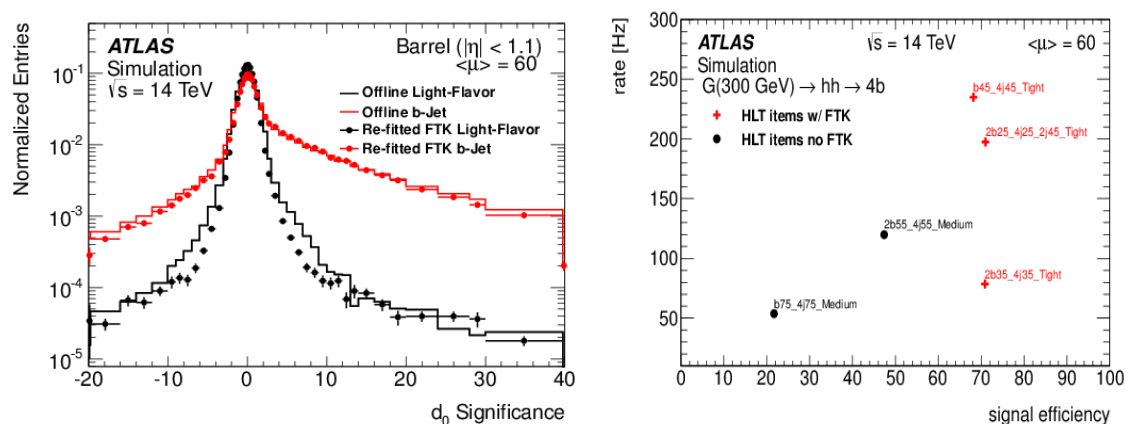 ATLAS
Simulation
√s = 14 TeV
Barrel (|η| < 1.1)
<μ> = 60
Offline Light-Flavor
Offline b-Jet
Re-fitted FTK Light-Flavor
Re-fitted FTK b-Jet
Normalized Entries
10⁻¹
10⁻²
10⁻³
10⁻⁴
10⁻⁵
-20 -10 0 10 20 30 40
d₀ Significance
rate [Hz]
300
250
200
150
100
50
ATLAS √s = 14 TeV <μ> = 60
Simulation
G(300 GeV) → hh → 4b
HLT items w/ FTK
HLT items no FTK
b45_4j45_Tight
2b25_4j25_2j45_Tight
2b55_4j55_Medium
2b35_4j35_Tight
b75_4j75_Medium
0 10 20 30 40 50 60 70 80 90 100
signal efficiency